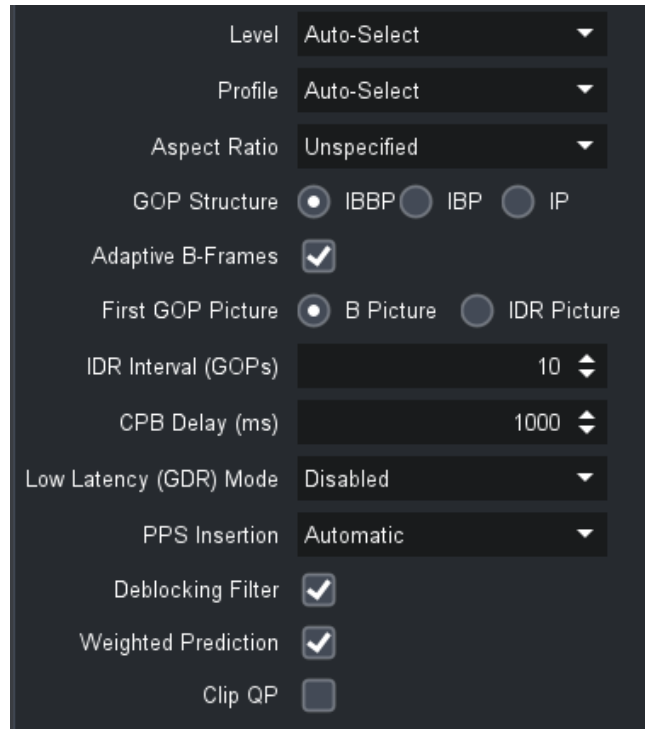 Level Auto-Select
Profile Auto-Select
Aspect Ratio Unspecified
GOP Structure IBBP IBP IP
Adaptive B-Frames
First GOP Picture B Picture IDR Picture
IDR Interval (GOPs) 10
CPB Delay (ms) 1000
Low Latency (GDR) Mode Disabled
PPS Insertion Automatic
Deblocking Filter
Weighted Prediction
Clip QP